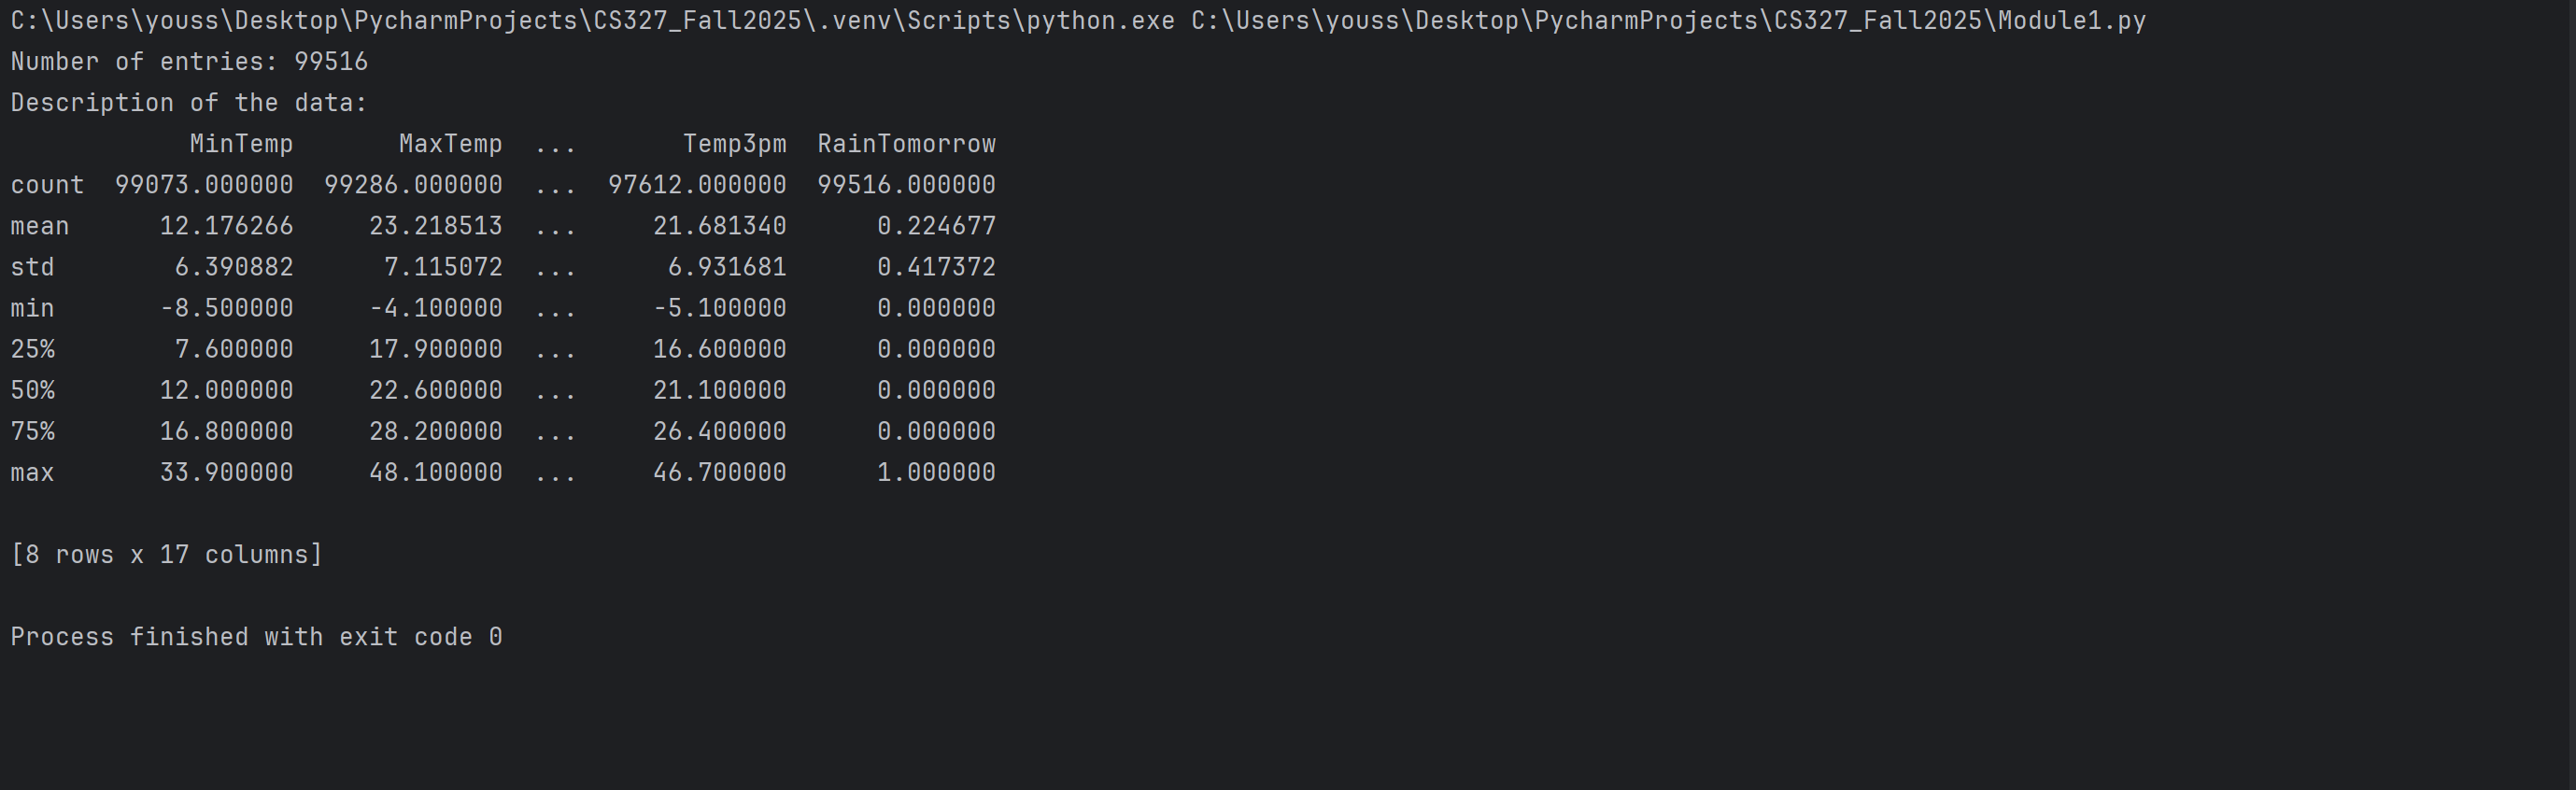 C:\Users\youss\Desktop\PycharmProjects\CS327_Fall2025\.venv\Scripts\python.exe C:\Users\youss\Desktop\PycharmProjects\CS327_Fall2025\Module1.py
Number of entries: 99516
Description of the data:
            MinTemp       MaxTemp  ...       Temp3pm  RainTomorrow
count  99073.000000  99286.000000  ...  97612.000000  99516.000000
mean      12.176266     23.218513  ...     21.681340      0.224677
std        6.390882      7.115072  ...      6.931681      0.417372
min       -8.500000     -4.100000  ...     -5.100000      0.000000
25%        7.600000     17.900000  ...     16.600000      0.000000
50%       12.000000     22.600000  ...     21.100000      0.000000
75%       16.800000     28.200000  ...     26.400000      0.000000
max       33.900000     48.100000  ...     46.700000      1.000000
[8 rows x 17 columns]
Process finished with exit code 0